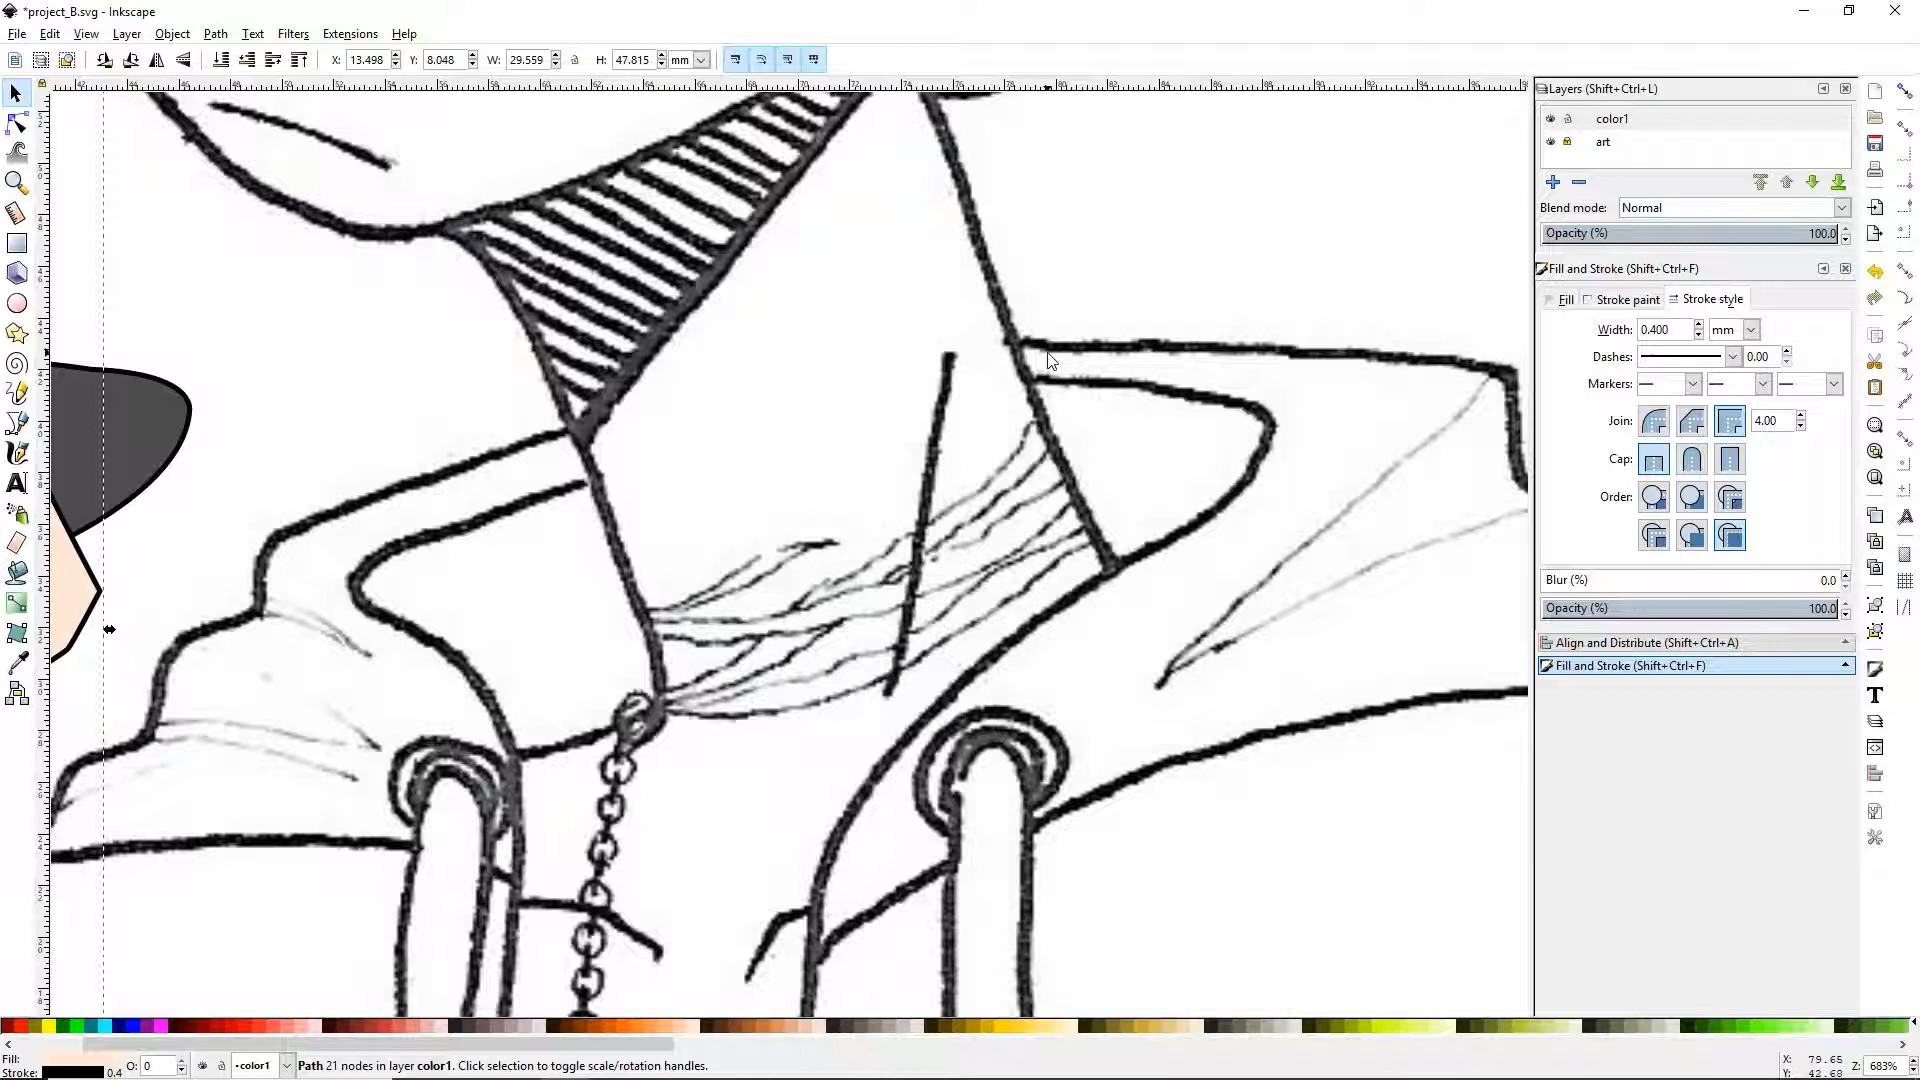 *project_B.svg - Inkscape
File Edit View Layer Object Path Text Filters Extensions Help
X: 13.498 Y: 8.048 W: 29.559 H: 47.815 mm
Layers (Shift+Ctrl+L)
color1
art
Blend mode: Normal
Opacity (%) 100.0
Fill and Stroke (Shift+Ctrl+F)
Fill Stroke paint Stroke style
Width: 0.400 mm
Dashes: 0.00
Markers:
Join: 4.00
Cap:
Order:
Blur (%) 0.0
Opacity (%) 100.0
Align and Distribute (Shift+Ctrl+A)
Fill and Stroke (Shift+Ctrl+F)
Fill:
Stroke: 0.4 O: 0 •color1 Path 21 nodes in layer color1. Click selection to toggle scale/rotation handles.
X: 79.65
Y: 42.68
Z: 683%